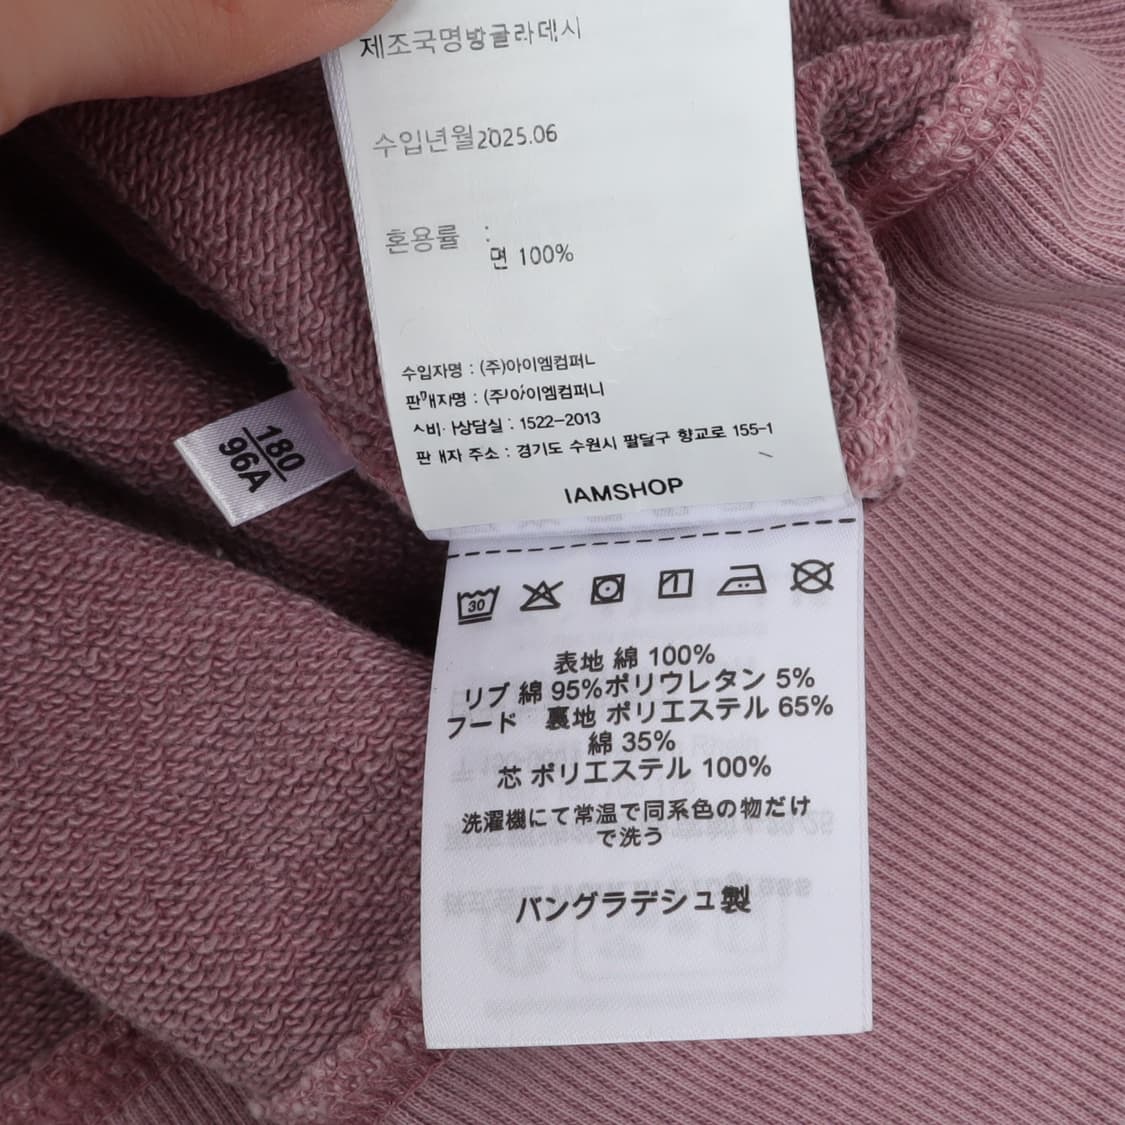 제조국명방글라데시
수입년월2025.06
혼용률 :
면 100%
수입자명 : (주)아이엠컴퍼니
판매자명 : (주)아이엠컴퍼니
소비자상담실 : 1522-2013
판매자 주소 : 경기도 수원시 팔달구 향교로 155-1
IAMSHOP
180
96A
30
表地 綿 100%
リブ 綿 95%ポリウレタン 5%
フード 裏地 ポリエステル 65%
綿 35%
芯 ポリエステル 100%
洗濯機にて常温で同系色の物だけ
で洗う
バングラデシュ製